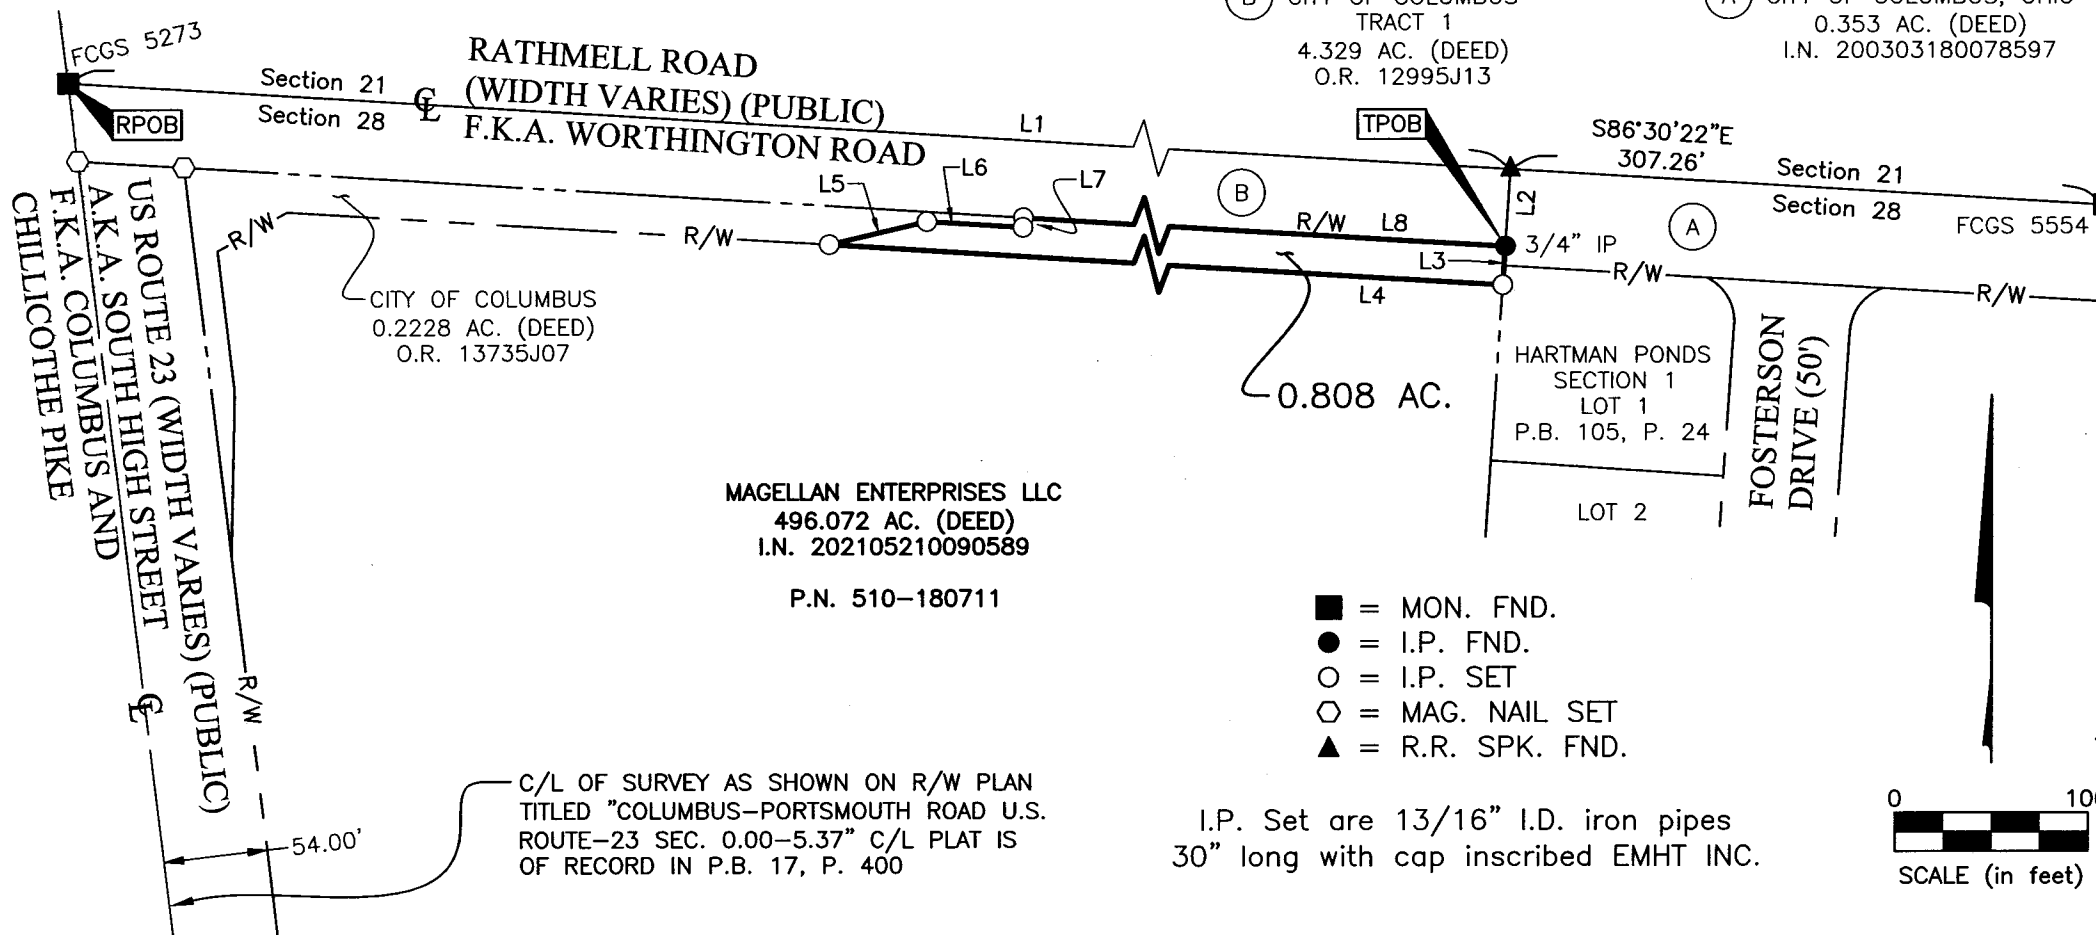 FCGS 5273
RPOB
Section 21
Section 28
℄
RATHMELL ROAD
(WIDTH VARIES) (PUBLIC)
F.K.A. WORTHINGTON ROAD
L1
B CITY OF COLUMBUS
TRACT 1
4.329 AC. (DEED)
O.R. 12995J13
A CITY OF COLUMBUS, OHIO
0.353 AC. (DEED)
I.N. 200303180078597
TPOB
S86°30'22"E
307.26'
Section 21
Section 28
FCGS 5554
L2
A
B
L5
L6
L7
R/W
L8
3/4" IP
L3
L4
R/W
R/W
R/W
R/W
CITY OF COLUMBUS
0.2228 AC. (DEED)
O.R. 13735J07
0.808 AC.
HARTMAN PONDS
SECTION 1
LOT 1
P.B. 105, P. 24
LOT 2
FOSTERSON
DRIVE (50')
US ROUTE 23 (WIDTH VARIES) (PUBLIC)
A.K.A. SOUTH HIGH STREET
F.K.A. COLUMBUS AND
CHILLICOTHE PIKE
℄
R/W
MAGELLAN ENTERPRISES LLC
496.072 AC. (DEED)
I.N. 202105210090589
P.N. 510-180711
= MON. FND.
= I.P. FND.
= I.P. SET
= MAG. NAIL SET
= R.R. SPK. FND.
C/L OF SURVEY AS SHOWN ON R/W PLAN
TITLED "COLUMBUS-PORTSMOUTH ROAD U.S.
ROUTE-23 SEC. 0.00-5.37" C/L PLAT IS
OF RECORD IN P.B. 17, P. 400
54.00'
I.P. Set are 13/16" I.D. iron pipes
30" long with cap inscribed EMHT INC.
0
SCALE (in feet)